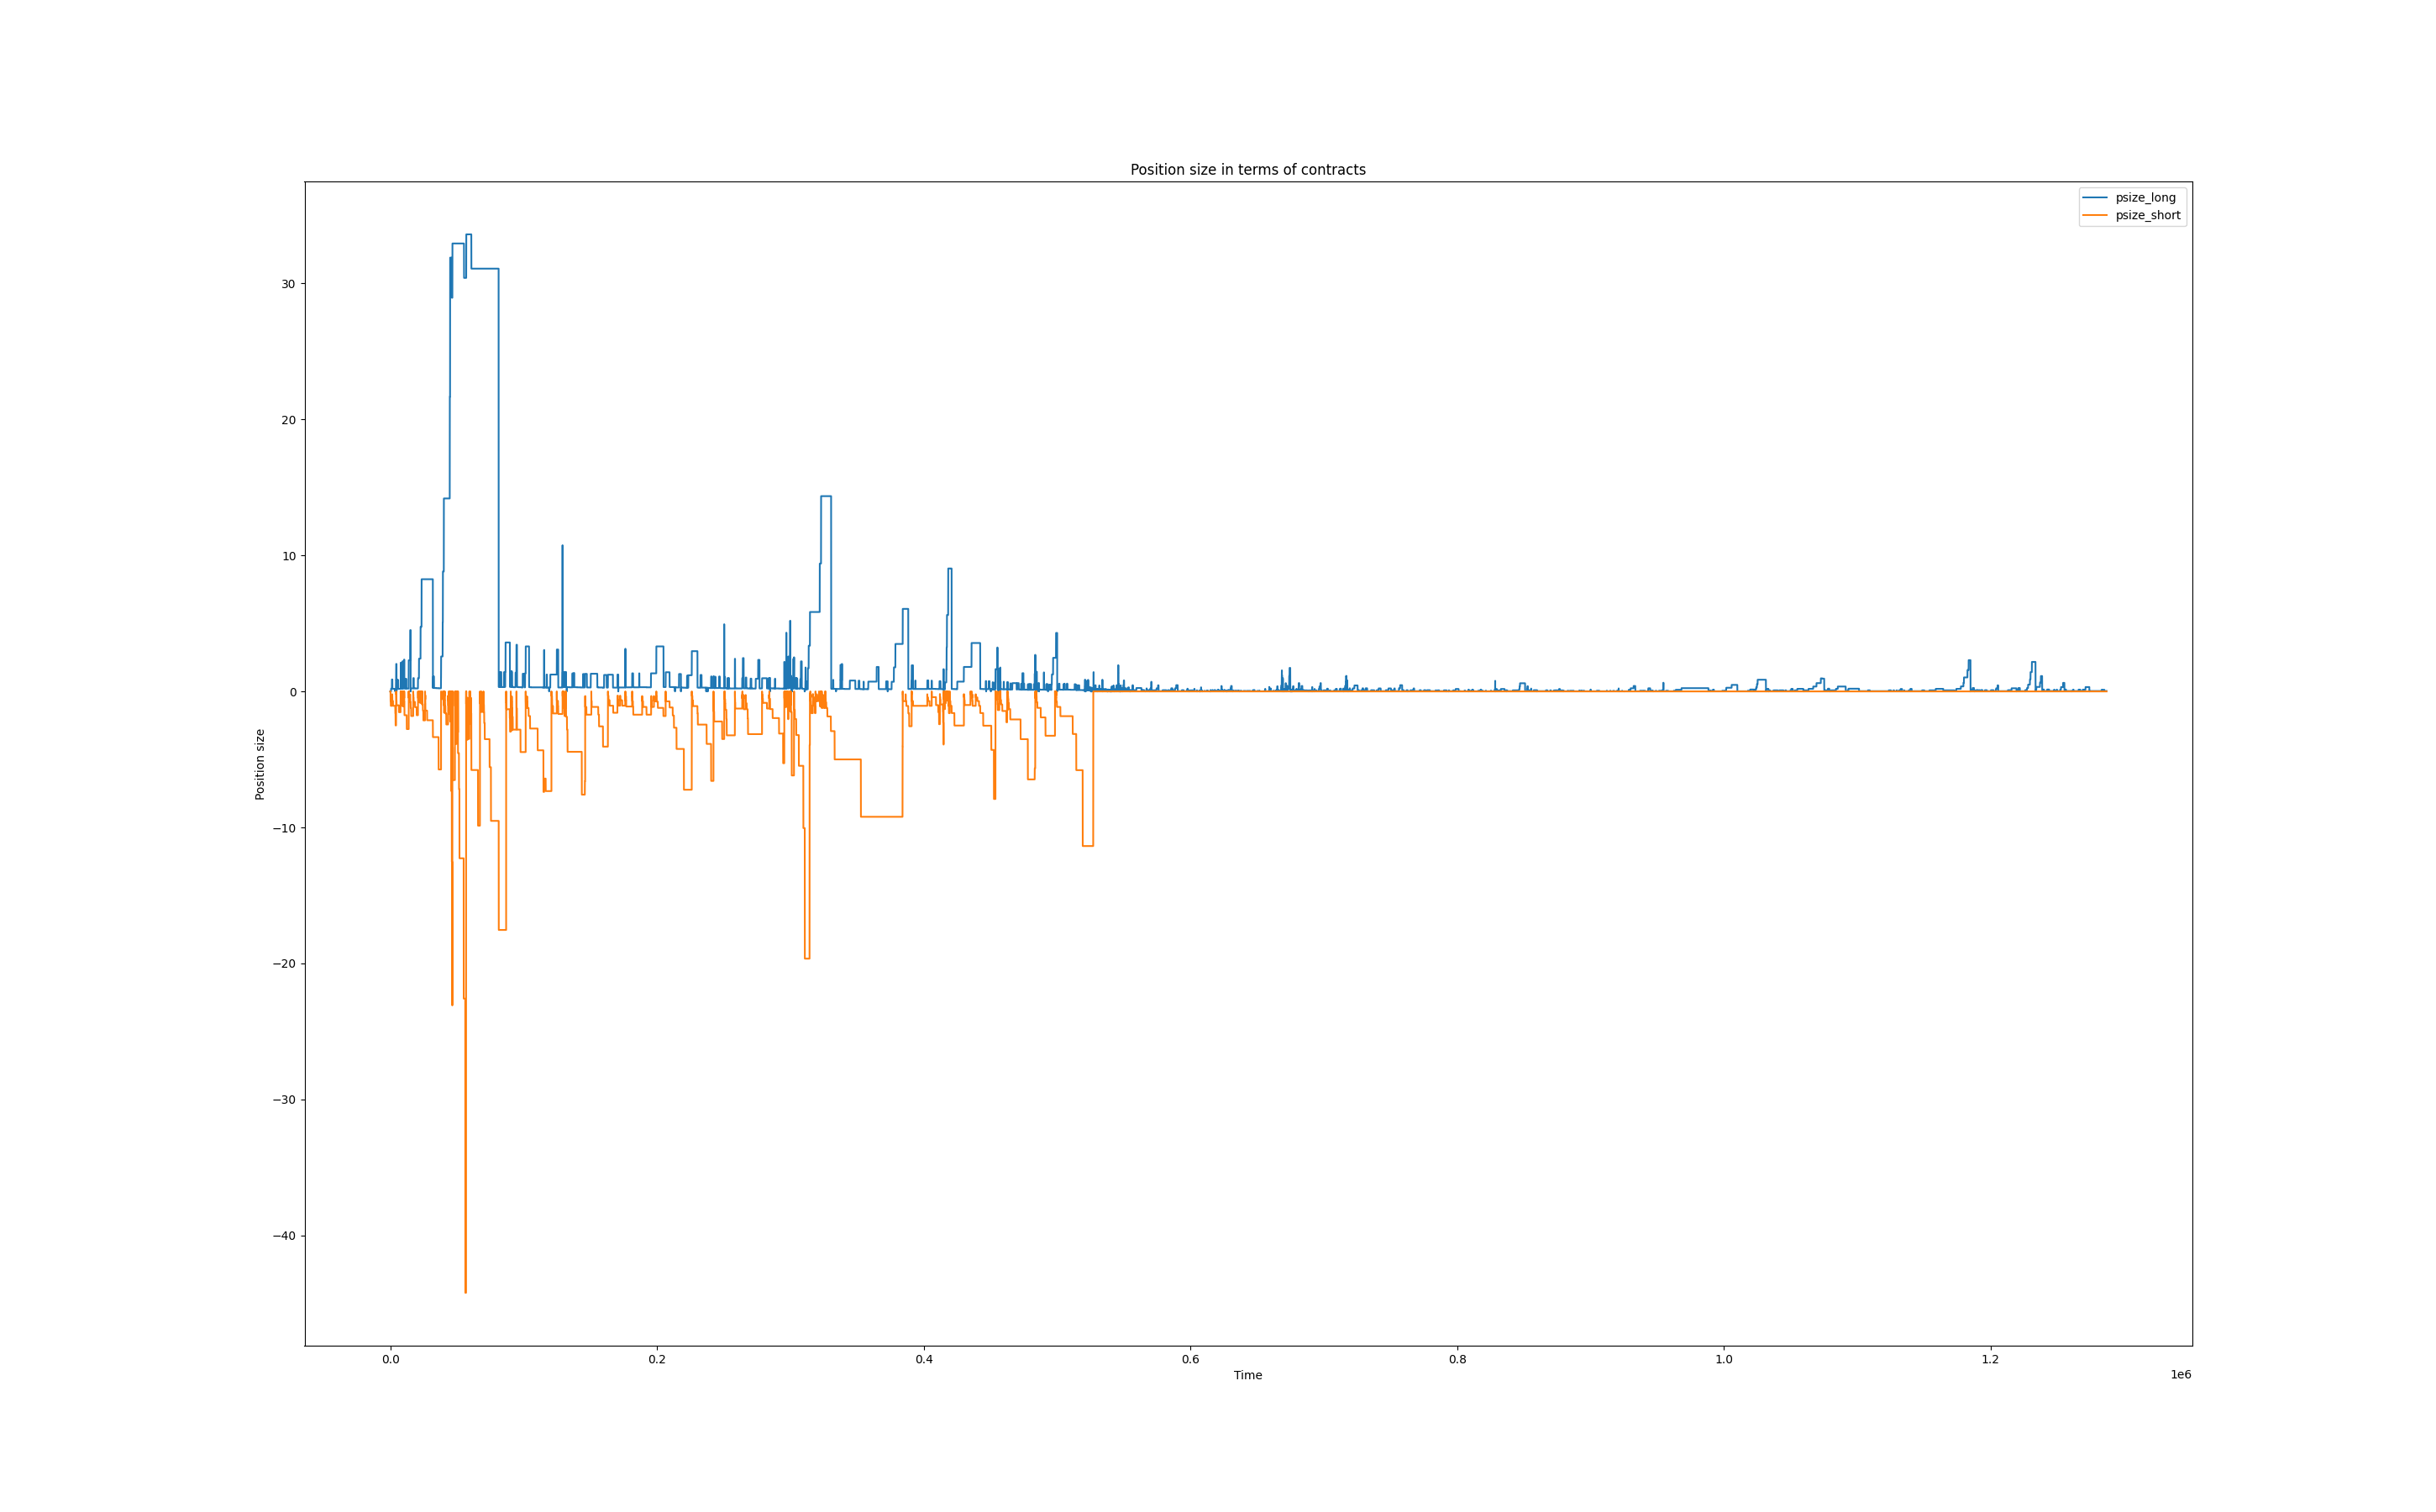 Position size in terms of contracts
psize_long
psize_short
30
20
10
0
−10
−20
−30
−40
Position size
0.0
0.2
0.4
0.6
0.8
1.0
1.2
Time
1e6